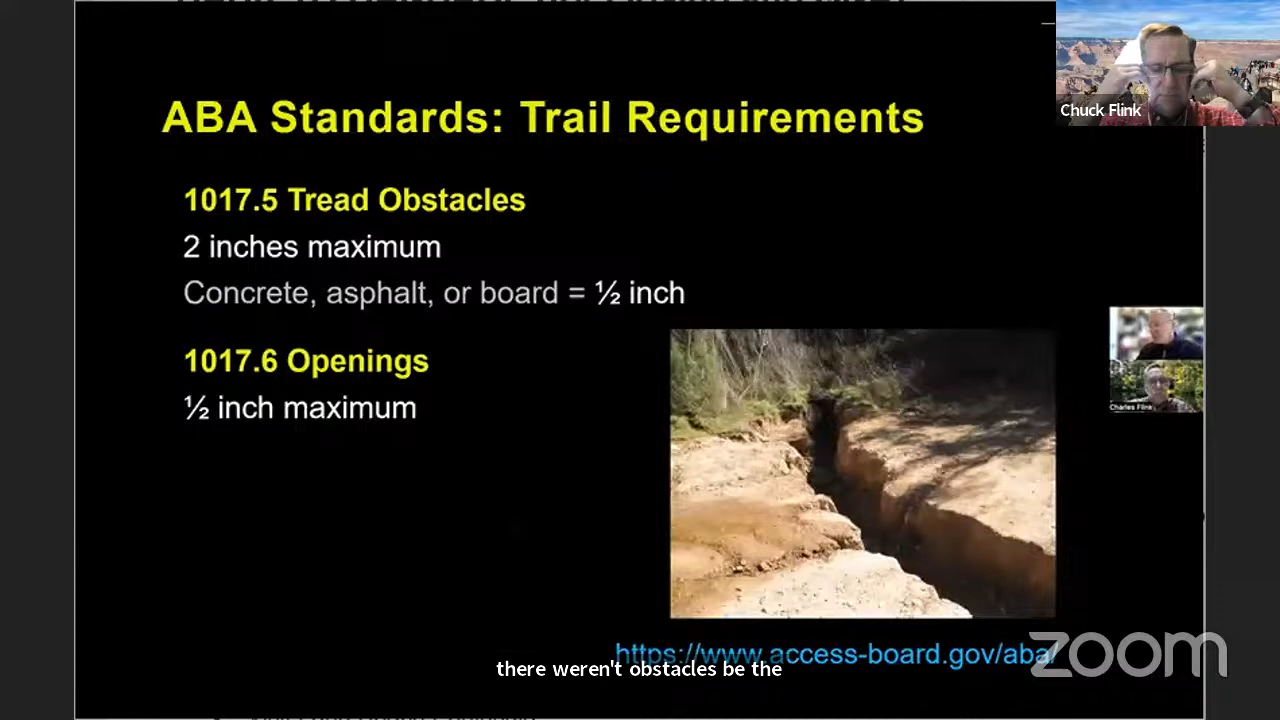 ABA Standards: Trail Requirements
Chuck Flink
1017.5 Tread Obstacles
2 inches maximum
Concrete, asphalt, or board = ½ inch
1017.6 Openings
½ inch maximum
Charles Flink
https://www.access-board.gov/aba/
zoom
there weren't obstacles be the